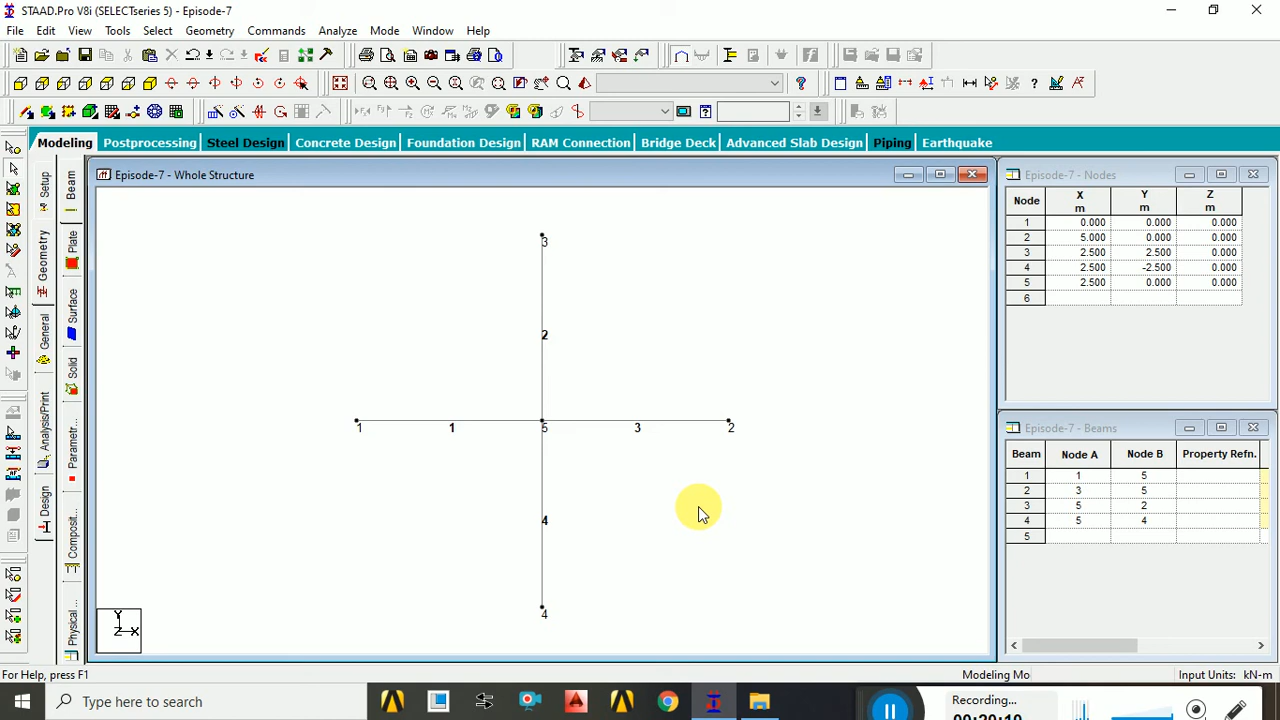 STAAD.Pro V8i (SELECTseries 5) - Episode-7
File Edit View Tools Select Geometry Commands Analyze Mode Window Help
Modeling Postprocessing Steel Design Concrete Design Foundation Design RAM Connection Bridge Deck Advanced Slab Design Piping Earthquake
Setup
Geometry
General
Analysis/Print
Design
Beam
Plate
Surface
Solid
Parametr...
Composit...
Physical ...
Episode-7 - Whole Structure
3
2
1 1 5 3 2
4
4
Y
Z X
Episode-7 - Nodes
Node X m Y m Z m
1 0.000 0.000 0.000
2 5.000 0.000 0.000
3 2.500 2.500 0.000
4 2.500 -2.500 0.000
5 2.500 0.000 0.000
6
Episode-7 - Beams
Beam Node A Node B Property Refn.
1 1 5
2 3 5
3 5 2
4 5 4
5
For Help, press F1
Modeling Mo
Input Units: kN-m
Type here to search
Recording...